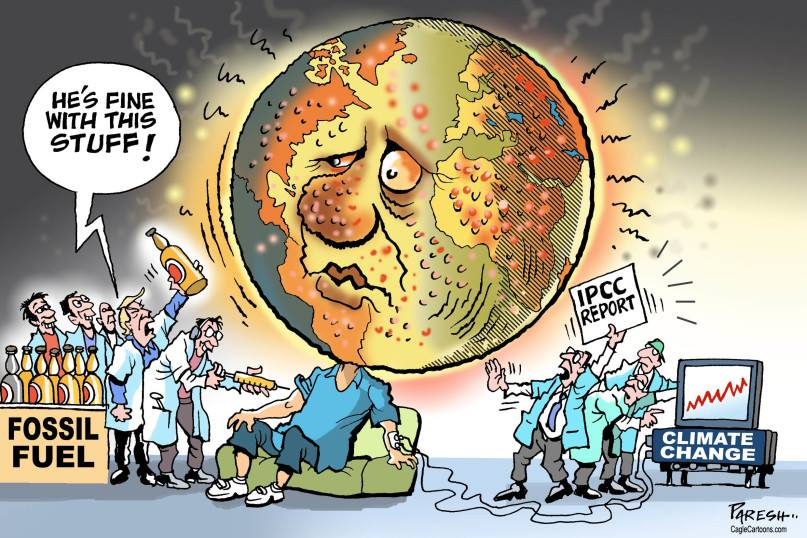 HE'S FINE
WITH THIS
STUFF!
IPCC
REPORT
FOSSIL
FUEL
CLIMATE
CHANGE
PARESH..
CagleCartoons.com